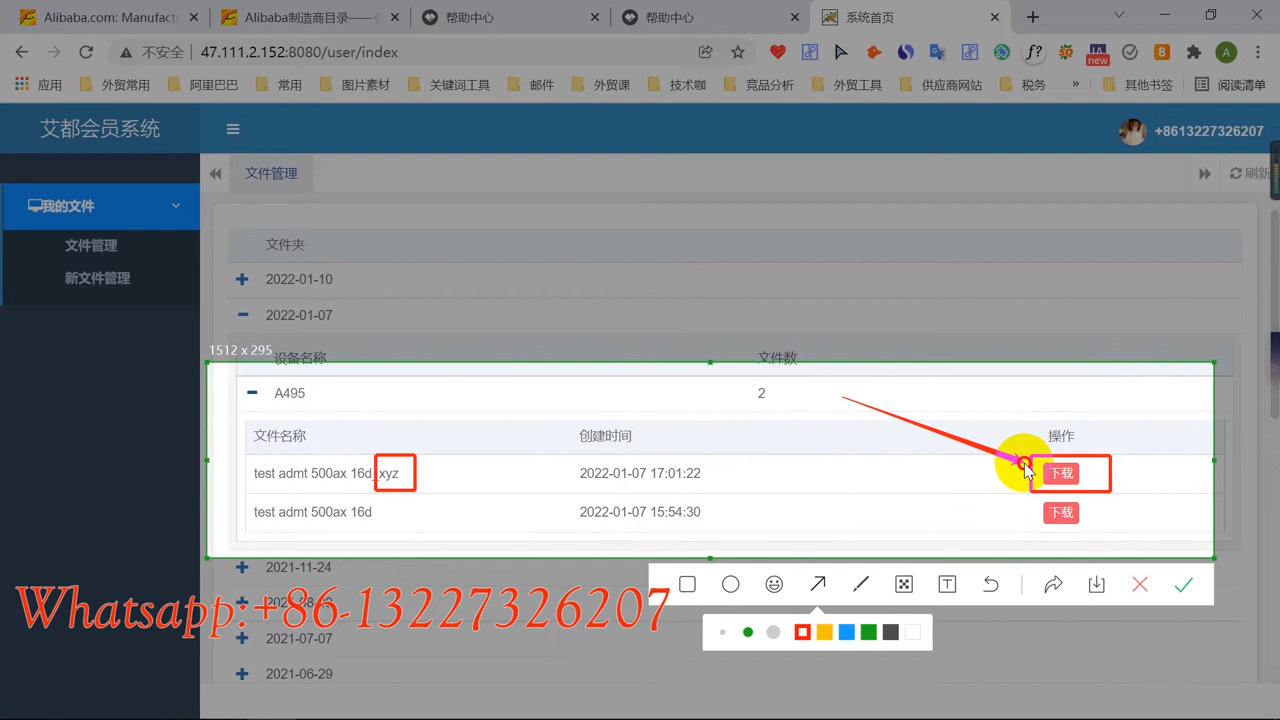 Alibaba.com: Manufact
Alibaba制造商目录——
帮助中心
帮助中心
系统首页
不安全
47.111.2.152:8080/user/index
f?
new
8
A
应用
外贸常用
阿里巴巴
常用
图片素材
关键词工具
邮件
外贸课
技术咖
竞品分析
外贸工具
供应商网站
税务
»
其他书签
阅读清单
艾都会员系统
+8613227326207
我的文件
文件管理
新文件管理
文件管理
刷新
文件夹
2022-01-10
2022-01-07
1512 x 295
设备名称 文件数
A495 2
文件名称 创建时间 操作
test admt 500ax 16d_xyz 2022-01-07 17:01:22 下载
test admt 500ax 16d 2022-01-07 15:54:30 下载
2021-11-24
Whatsapp:+86-13227326207
2021-07-07
2021-06-29
T